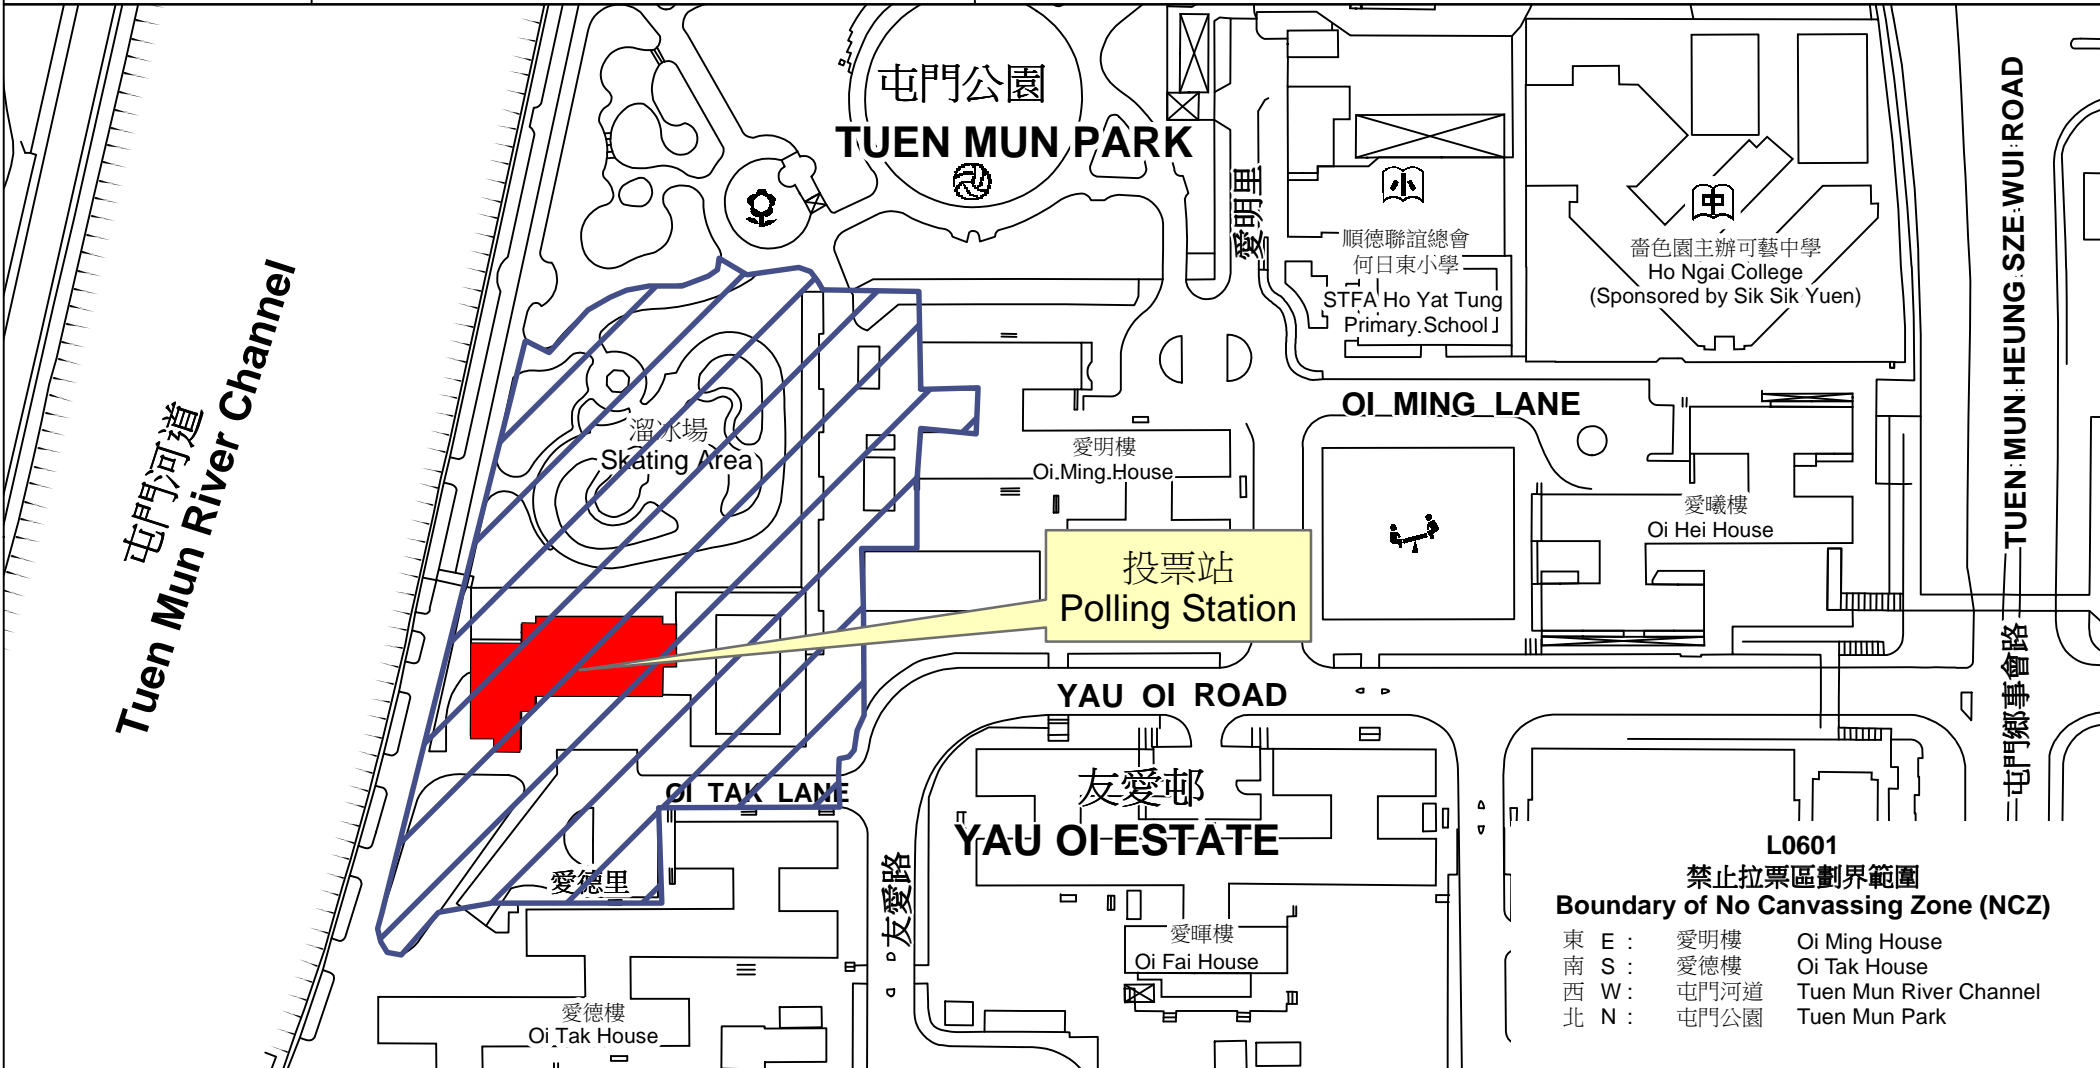 屯門公園
TUEN MUN PARK
愛明里
順德聯誼總會
何日東小學
STFA Ho Yat Tung
Primary School
小
中
嗇色園主辦可藝中學
Ho Ngai College
(Sponsored by Sik Sik Yuen)
TUEN MUN HEUNG SZE WUI ROAD
屯門鄉事會路
屯門河道
Tuen Mun River Channel
溜冰場
Skating Area
OI MING LANE
愛明樓
Oi Ming House
愛曦樓
Oi Hei House
投票站
Polling Station
YAU OI ROAD
OI TAK LANE
友愛邨
YAU OI ESTATE
愛德里
友愛路
愛暉樓
Oi Fai House
愛德樓
Oi Tak House
L0601
禁止拉票區劃界範圍
Boundary of No Canvassing Zone (NCZ)
東 E : 愛明樓 Oi Ming House
南 S : 愛德樓 Oi Tak House
西 W : 屯門河道 Tuen Mun River Channel
北 N : 屯門公園 Tuen Mun Park